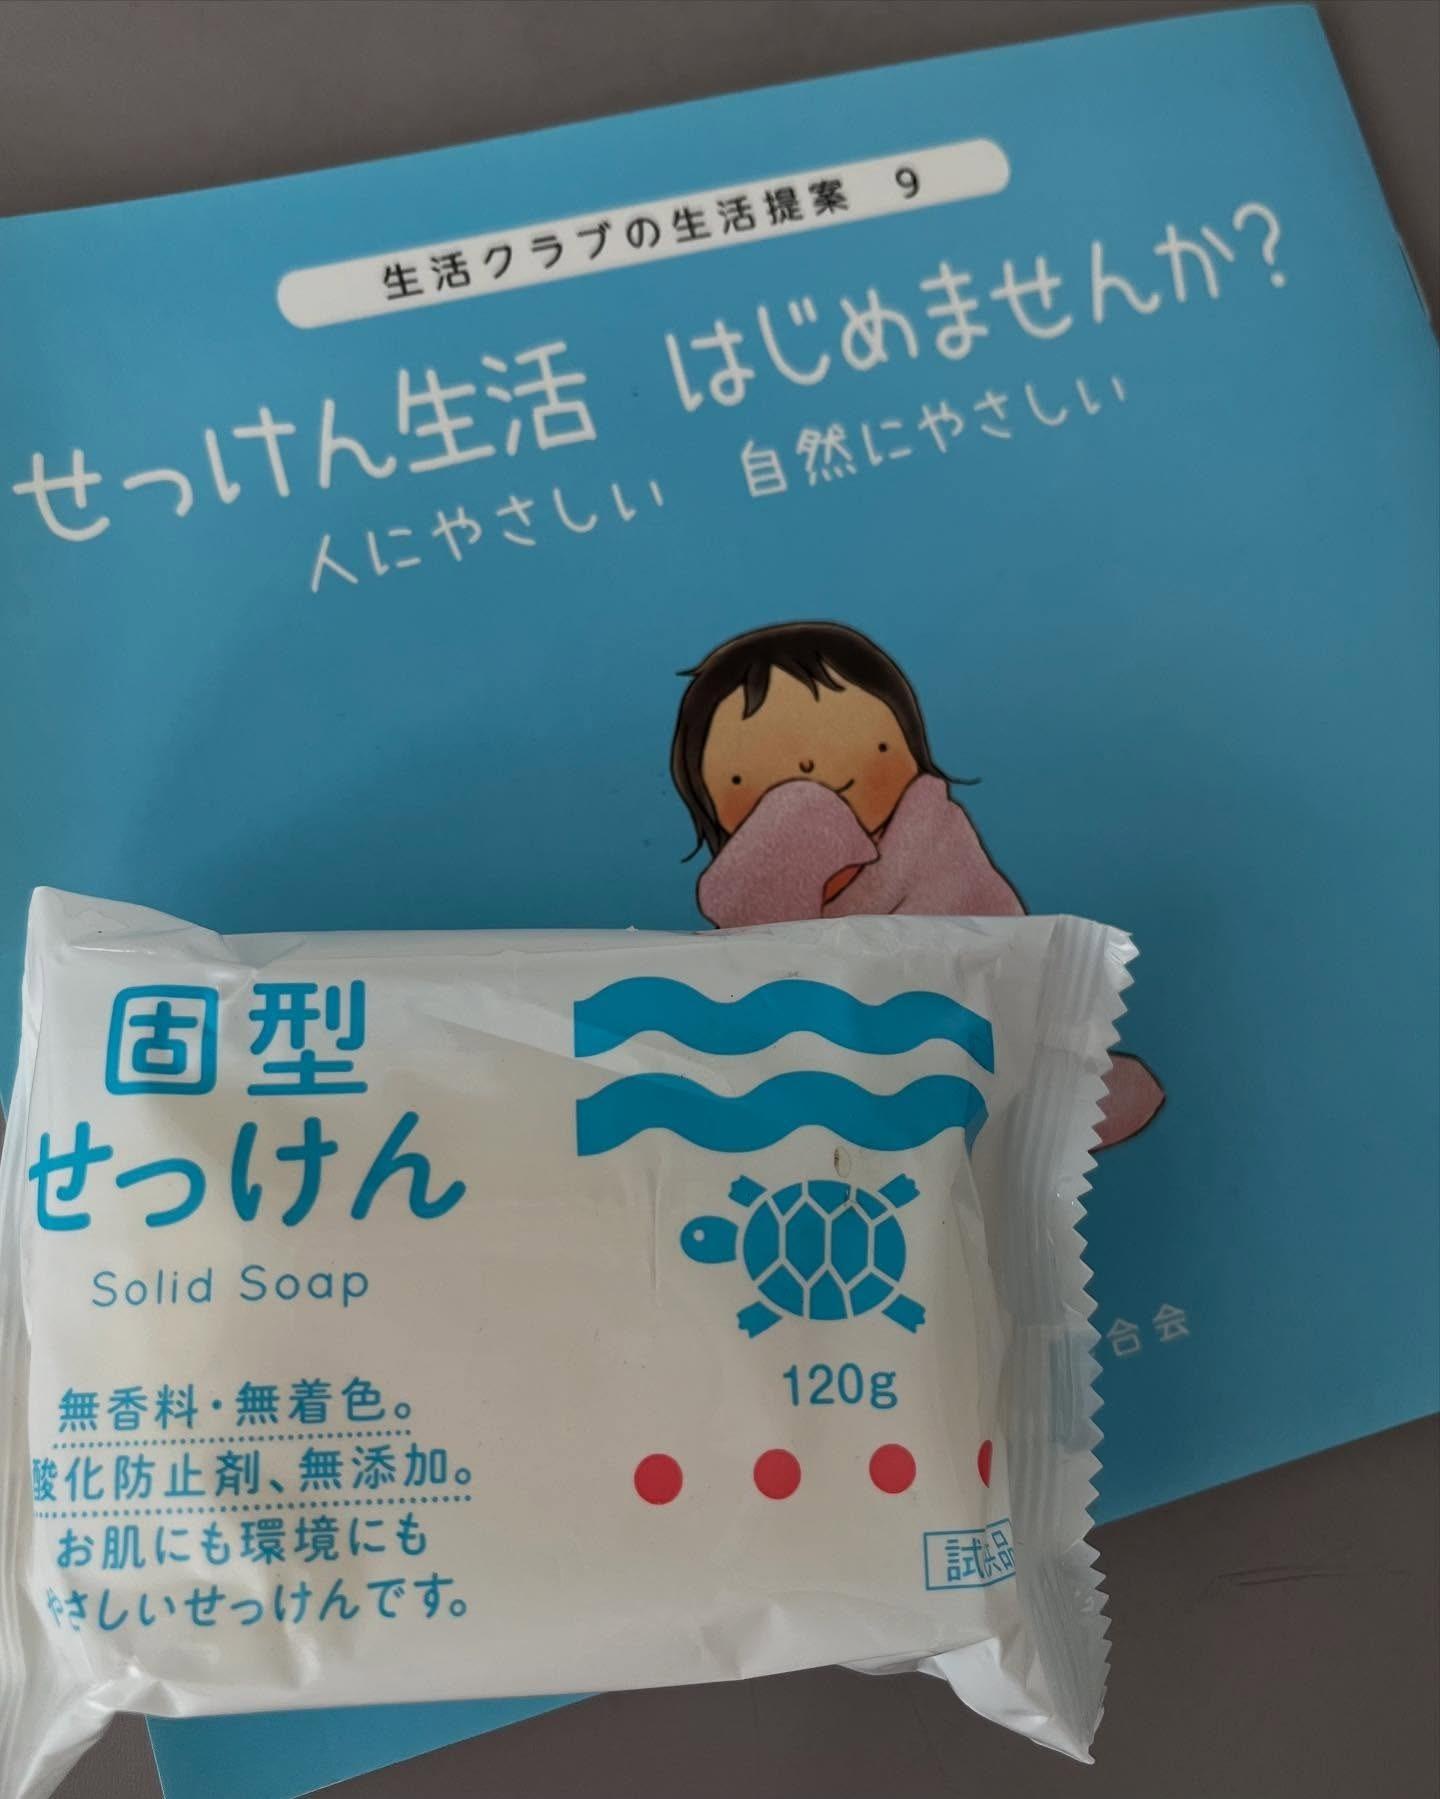 生活クラブの生活提案 9
せっけん生活 はじめませんか?
人にやさしい 自然にやさしい
合会
固型
せっけん
Solid Soap
無香料・無着色。
酸化防止剤、無添加。
お肌にも環境にも
やさしいせっけんです。
120g
試供品